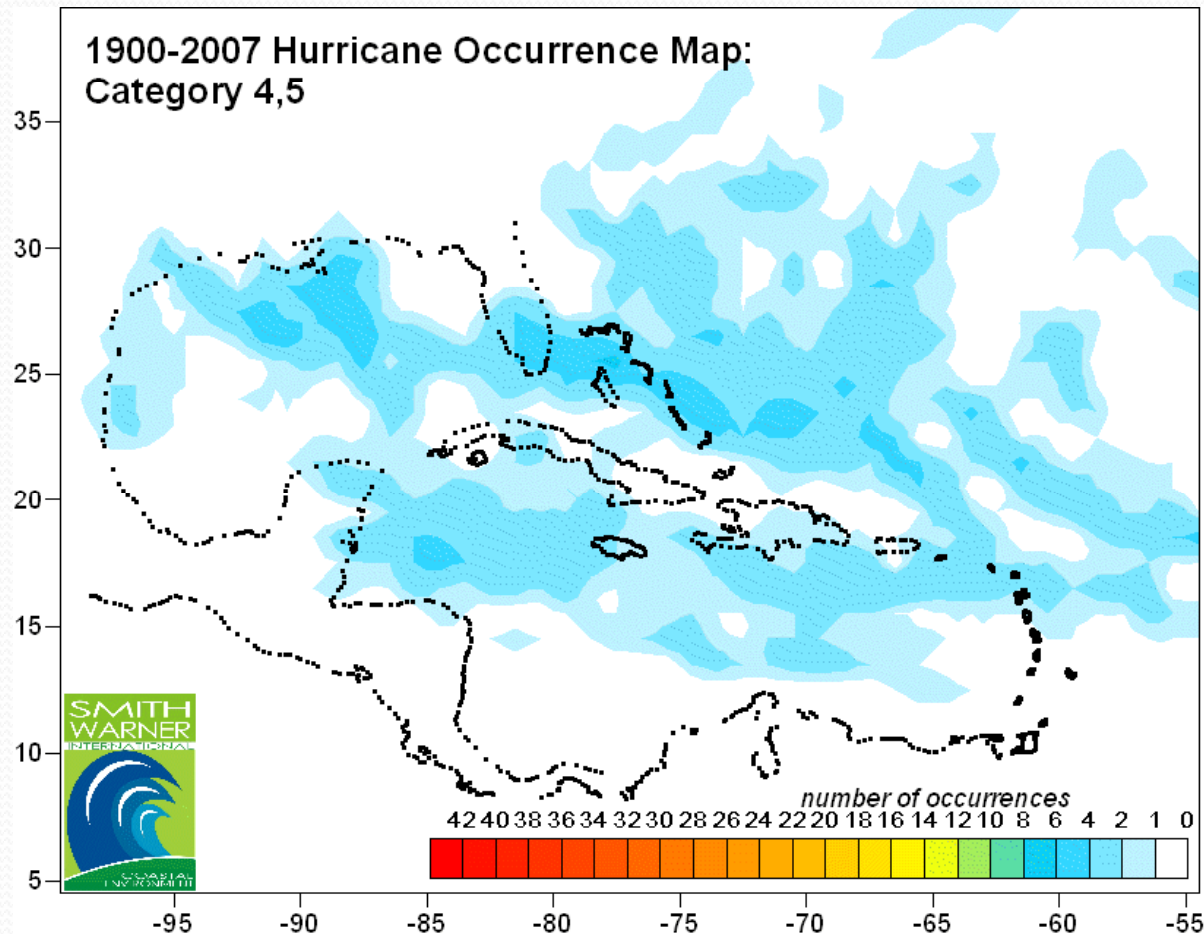 1900-2007 Hurricane Occurrence Map:
Category 4,5
35
30
25
20
15
10
5
SMITH
WARNER
INTERNATIONAL
COASTAL
ENVIRONMENT
number of occurrences
42 40 38 36 34 32 30 28 26 24 22 20 18 16 14 12 10 8 6 4 2 1 0
-95 -90 -85 -80 -75 -70 -65 -60 -55